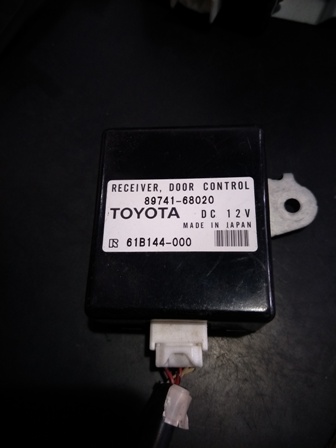 RECEIVER, DOOR CONTROL
89741-68020
TOYOTA DC 12V
MADE IN JAPAN
61B144-000